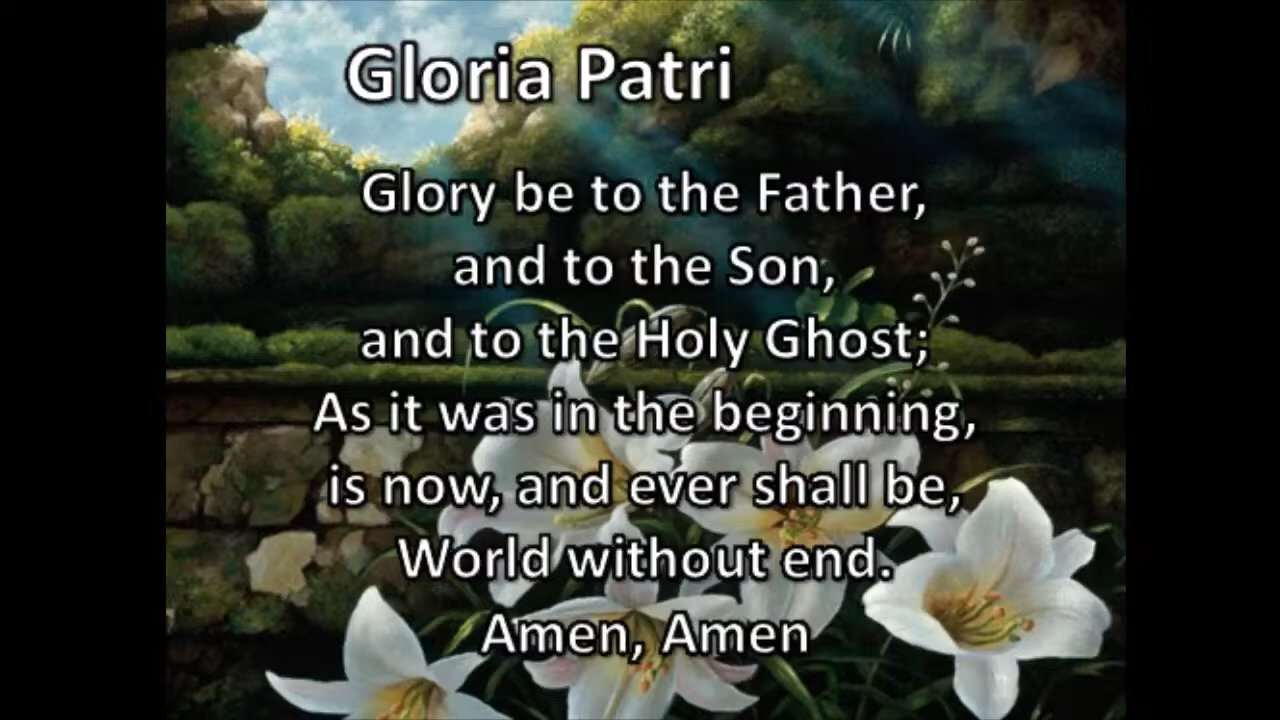 Gloria Patri
Glory be to the Father,
and to the Son,
and to the Holy Ghost;
As it was in the beginning,
is now, and ever shall be,
World without end.
Amen, Amen